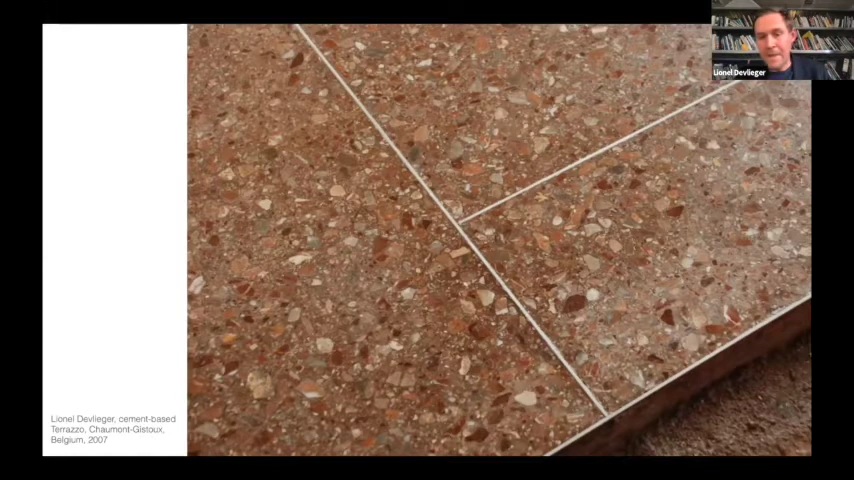 Lionel Devlieger
Lionel Devlieger, cement-based
Terrazzo, Chaumont-Gistoux,
Belgium, 2007